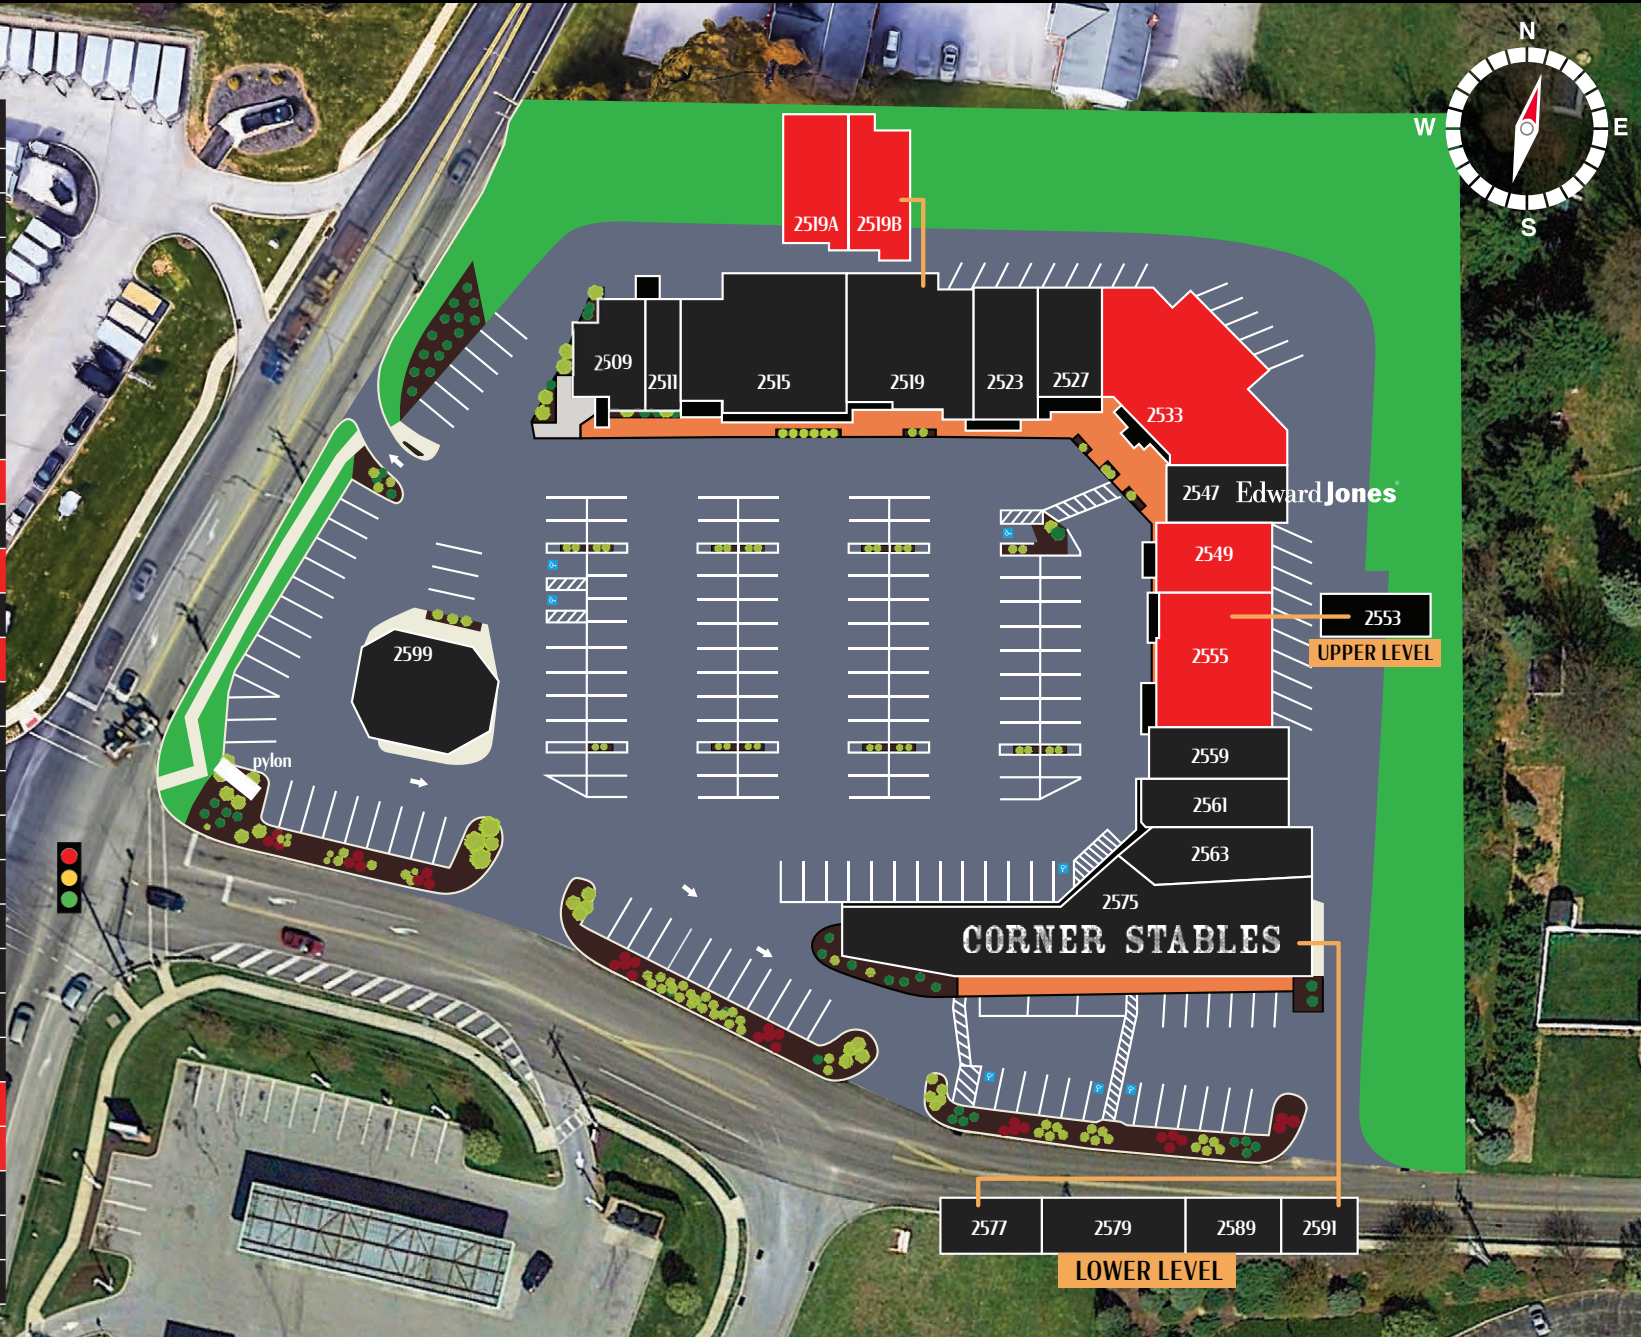 N
W E
S
2519A 2519B
2509
2511
2515
2519
2523
2527
2533
2547 Edward Jones
2549
2553
UPPER LEVEL
2555
2599
2559
pylon
2561
2563
2575
CORNER STABLES
2577 2579 2589 2591
LOWER LEVEL